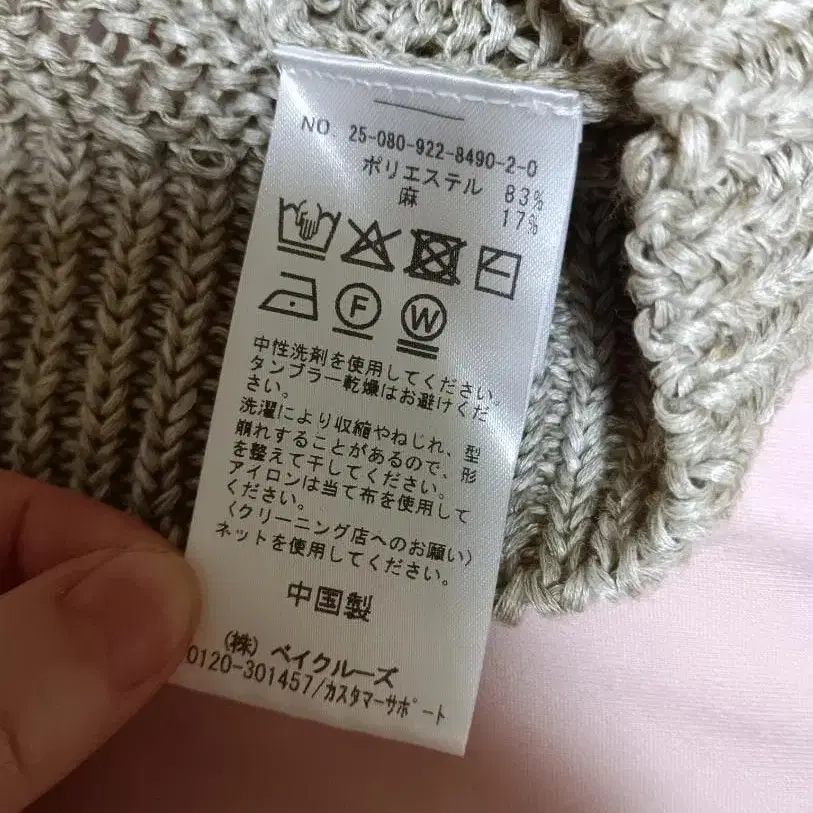 NO. 25-080-922-8490-2-0
ポリエステル 83%
麻 17%
F W
中性洗剤を使用してください。
タンブラー乾燥はお避けくだ
さい。
洗濯により収縮やねじれ、型
崩れすることがあるので、形
を整えて干してください。
アイロンは当て布を使用して
ください。
〈クリーニング店へのお願い〉
ネットを使用してください。
中国製
(株) ベイクルーズ
0120-301457/カスタマーサポート